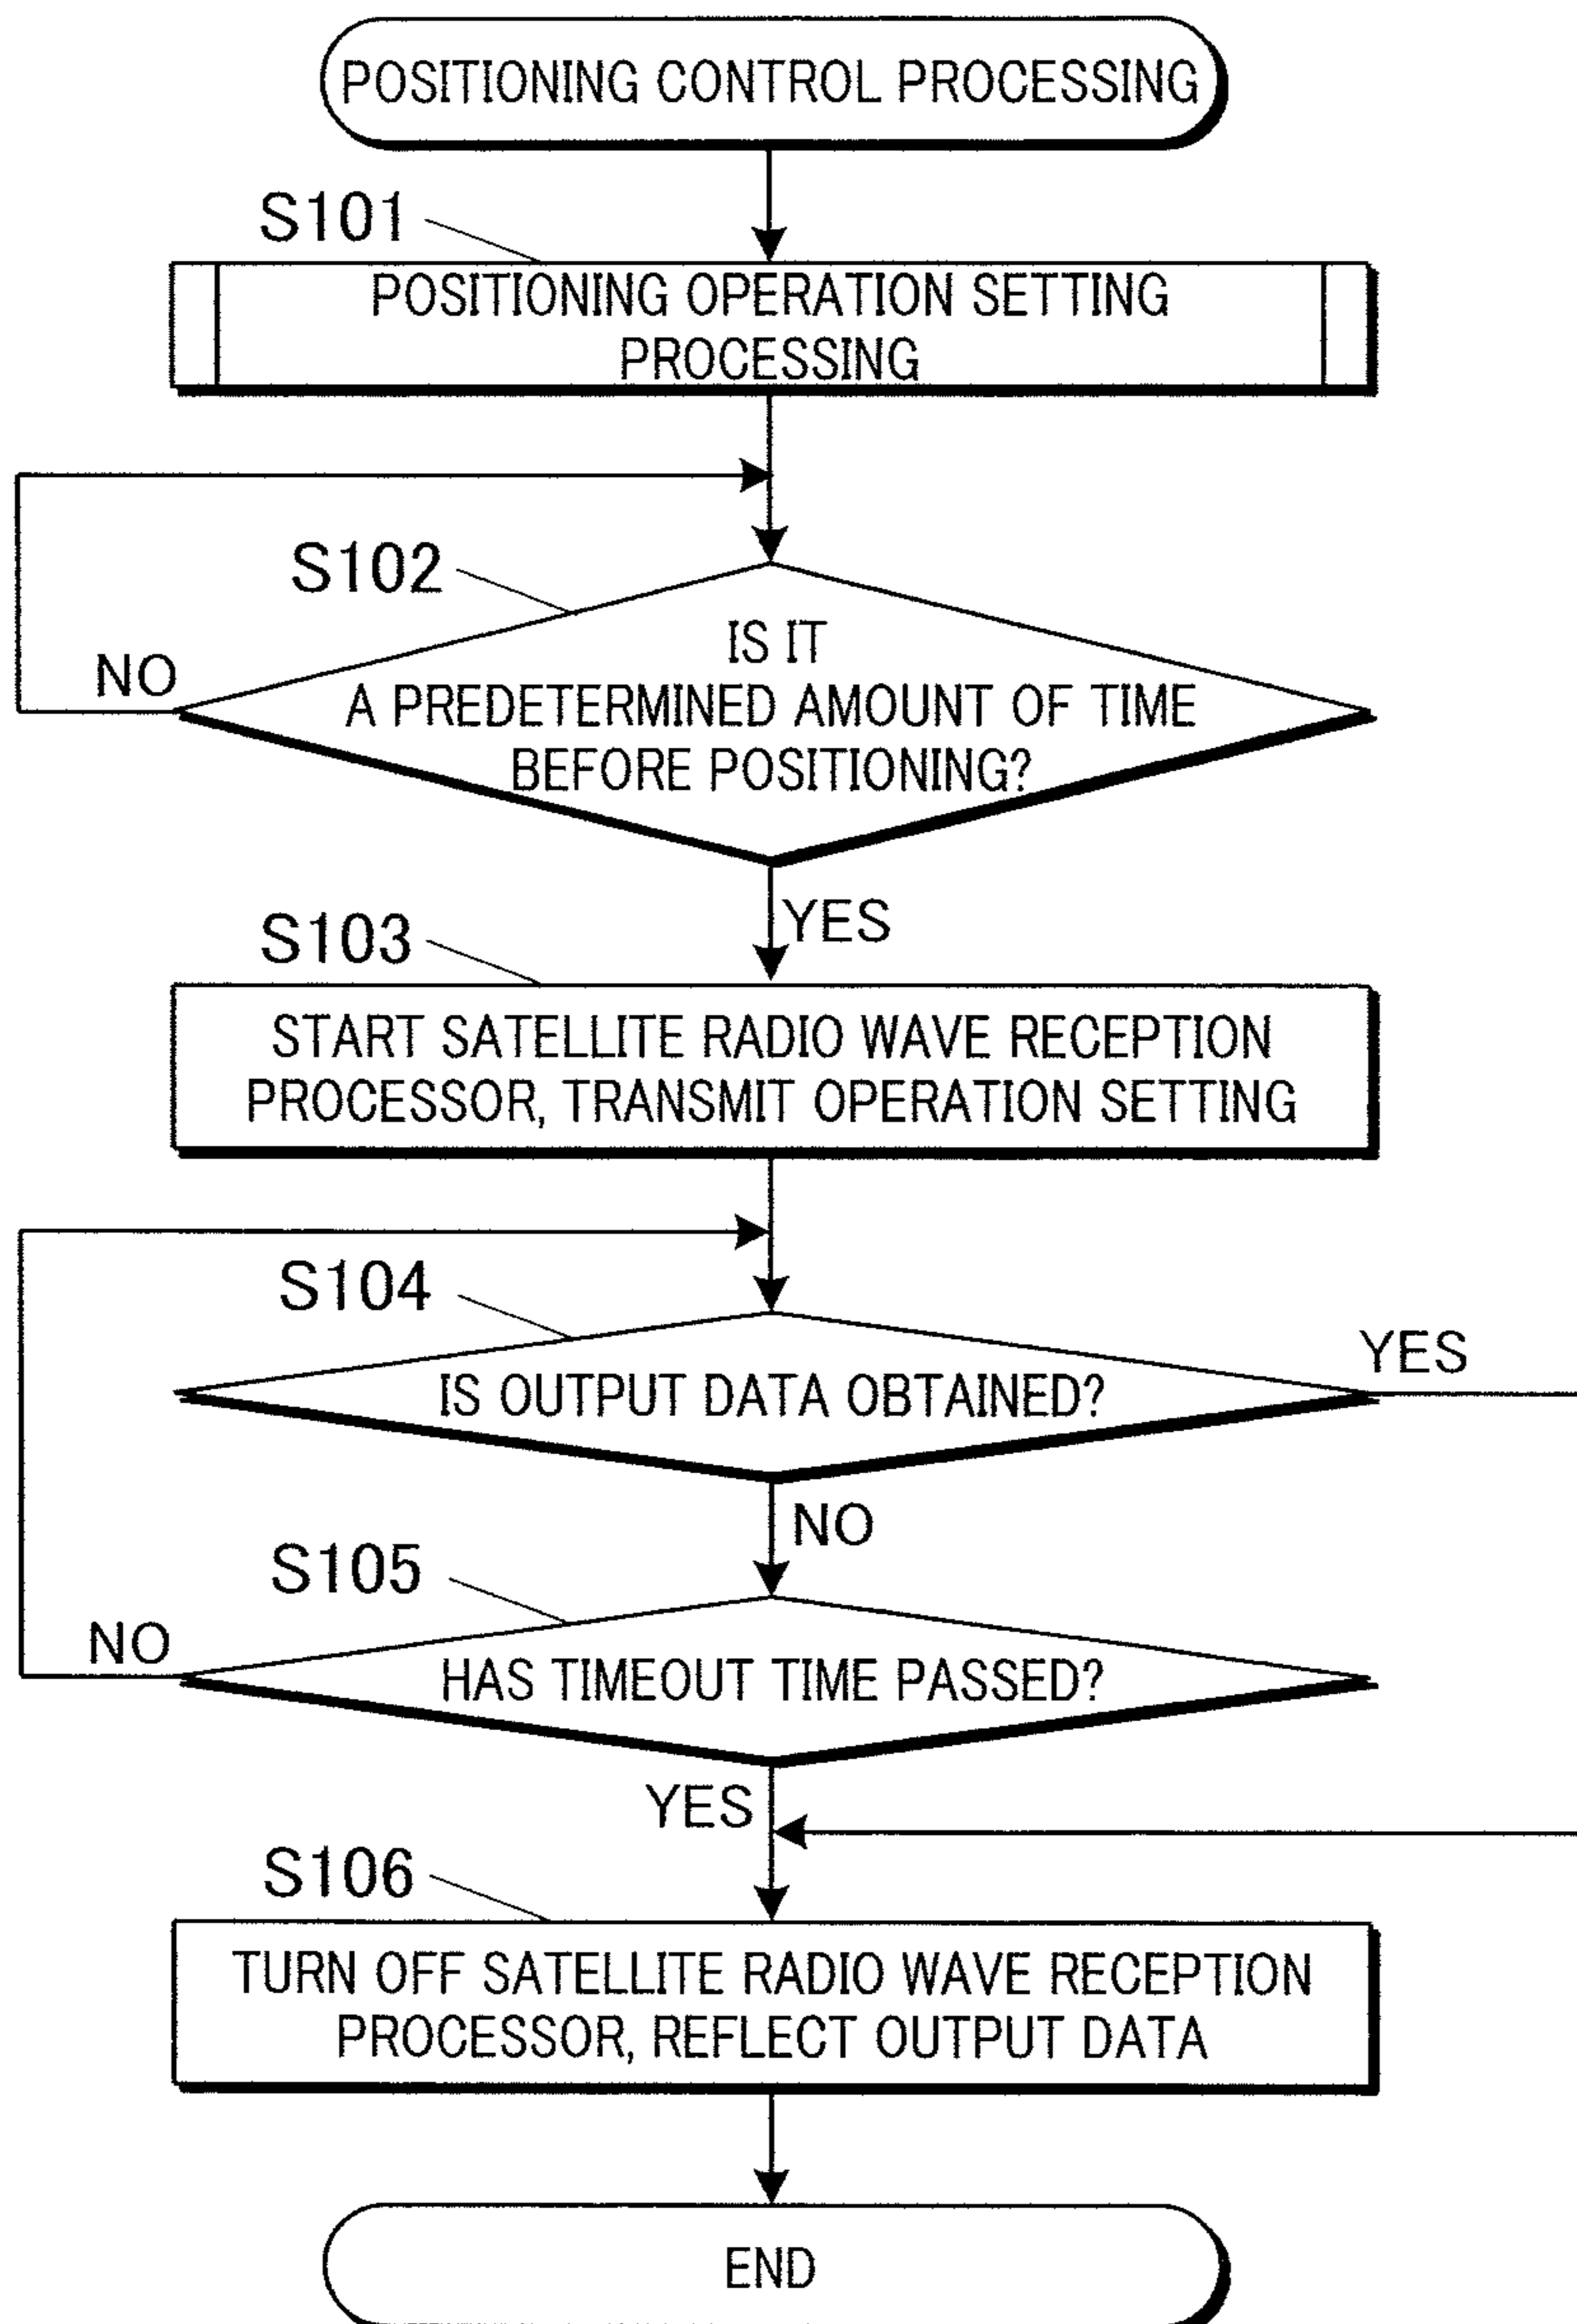 POSITIONING CONTROL PROCESSING
S101
POSITIONING OPERATION SETTING
PROCESSING
S102
IS IT
A PREDETERMINED AMOUNT OF TIME
BEFORE POSITIONING?
NO
YES
S103
START SATELLITE RADIO WAVE RECEPTION
PROCESSOR, TRANSMIT OPERATION SETTING
S104
IS OUTPUT DATA OBTAINED?
YES
NO
S105
HAS TIMEOUT TIME PASSED?
NO
YES
S106
TURN OFF SATELLITE RADIO WAVE RECEPTION
PROCESSOR, REFLECT OUTPUT DATA
END